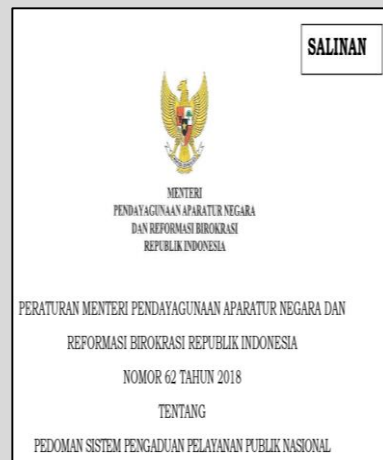 SALINAN
MENTERI
PENDAYAGUNAAN APARATUR NEGARA
DAN REFORMASI BIROKRASI
REPUBLIK INDONESIA
PERATURAN MENTERI PENDAYAGUNAAN APARATUR NEGARA DAN
REFORMASI BIROKRASI REPUBLIK INDONESIA
NOMOR 62 TAHUN 2018
TENTANG
PEDOMAN SISTEM PENGADUAN PELAYANAN PUBLIK NASIONAL